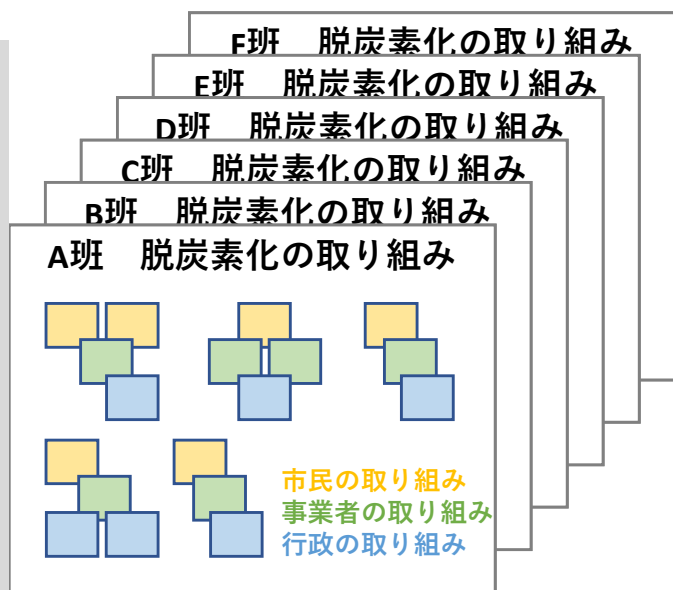 F班　脱炭素化の取り組み
E班　脱炭素化の取り組み
D班　脱炭素化の取り組み
C班　脱炭素化の取り組み
B班　脱炭素化の取り組み
A班　脱炭素化の取り組み
市民の取り組み
事業者の取り組み
行政の取り組み